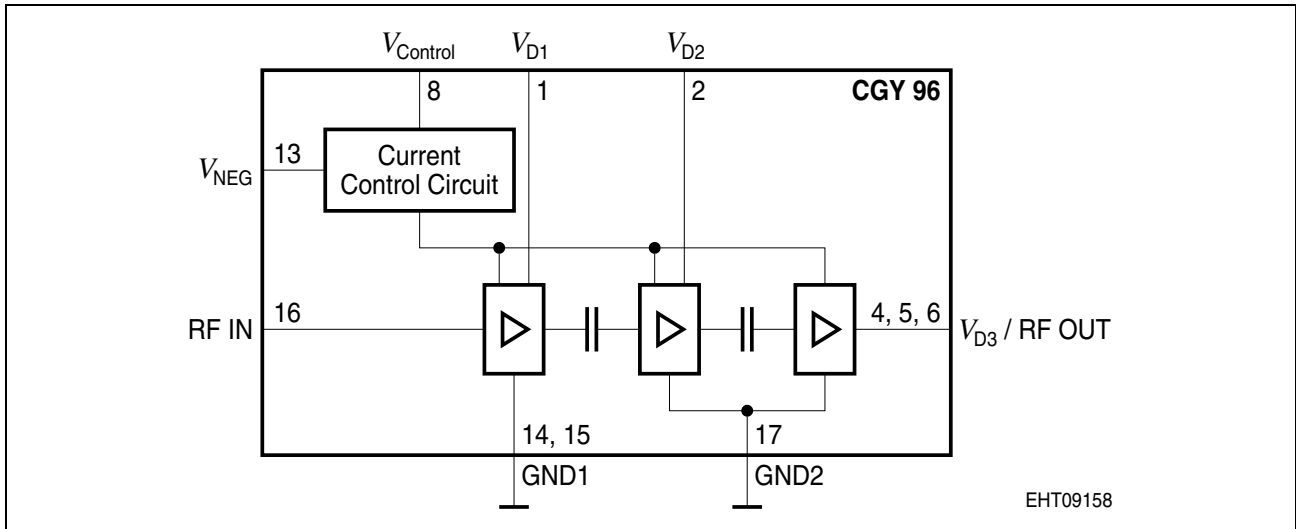 VControl VD1 VD2
8 1 2 CGY 96
13 Current
VNEG Control Circuit
16 4, 5, 6
RF IN VD3 / RF OUT
14, 15 17
GND1 GND2
EHT09158